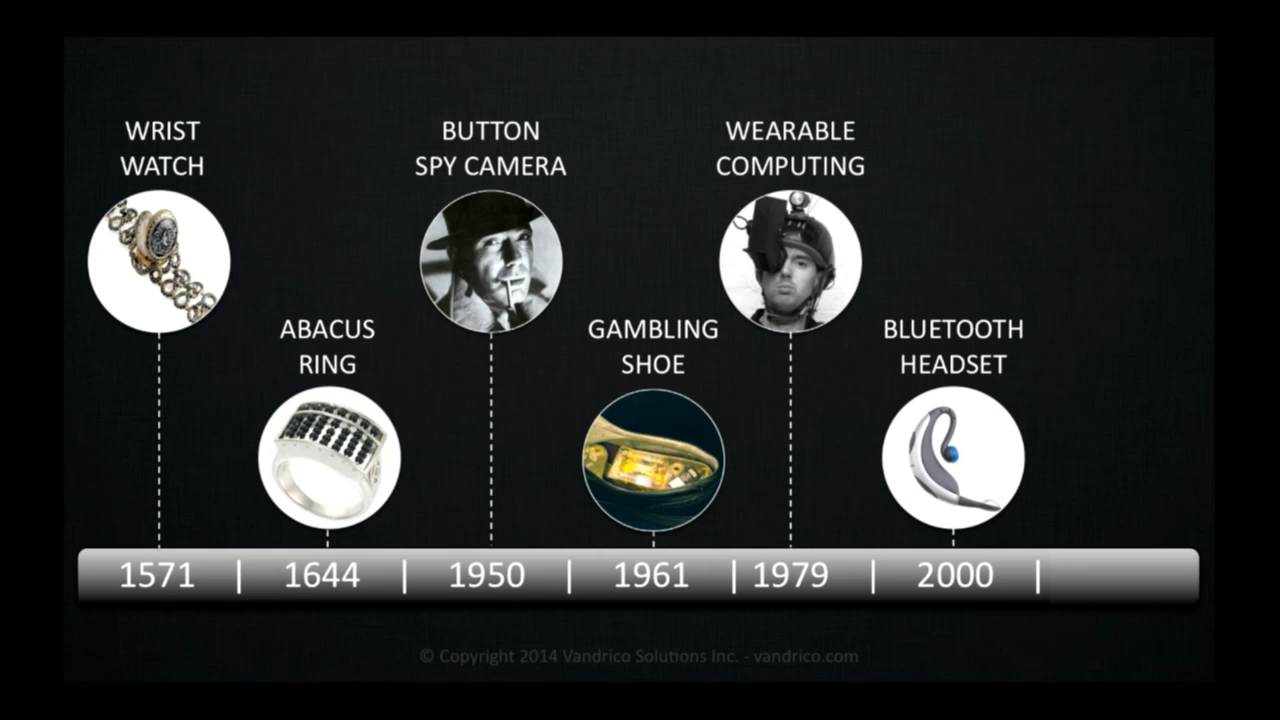 WRIST
WATCH
BUTTON
SPY CAMERA
WEARABLE
COMPUTING
ABACUS
RING
GAMBLING
SHOE
BLUETOOTH
HEADSET
1571 | 1644 | 1950 | 1961 | 1979 | 2000 |
© Copyright 2014 Vandrico Solutions Inc. - vandrico.com